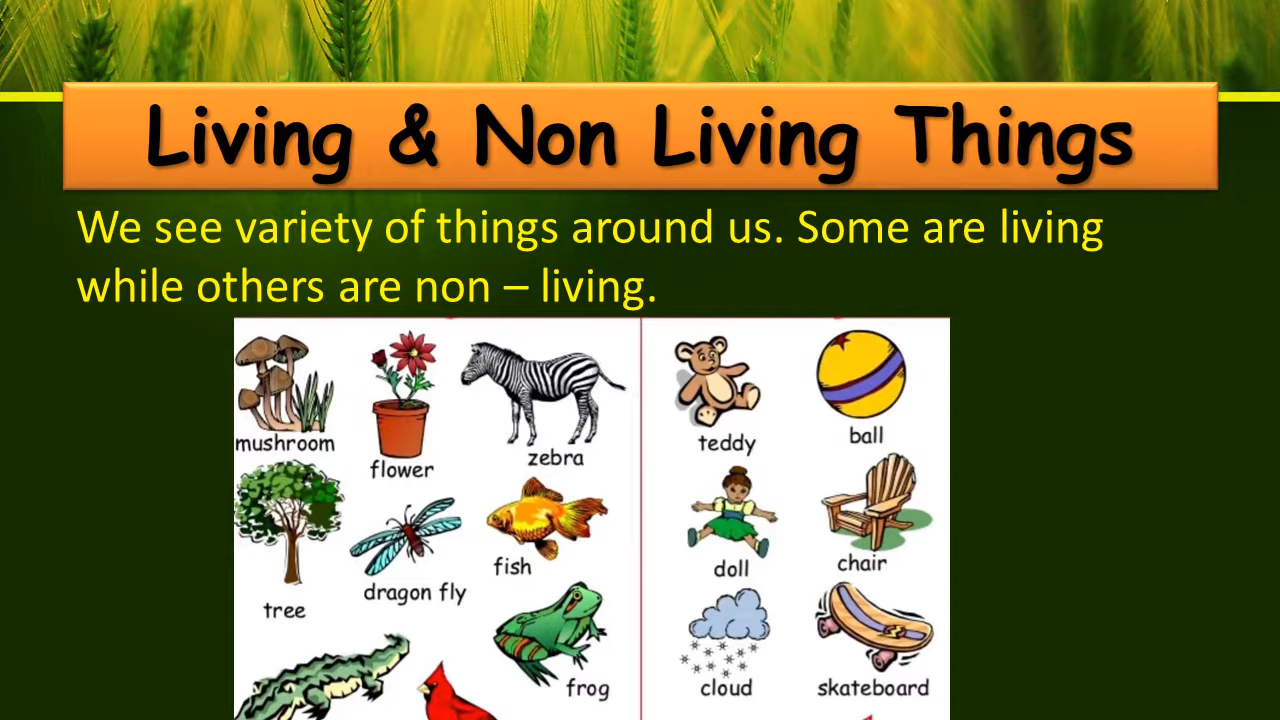 Living & Non Living Things
We see variety of things around us. Some are living
while others are non – living.
mushroom
flower
zebra
teddy
ball
tree
dragon fly
fish
doll
chair
frog
cloud
skateboard